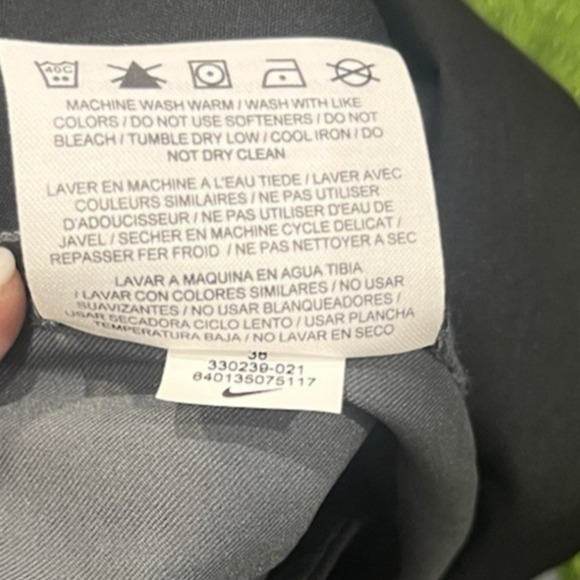 40C
MACHINE WASH WARM / WASH WITH LIKE
COLORS / DO NOT USE SOFTENERS / DO NOT
BLEACH / TUMBLE DRY LOW / COOL IRON / DO
NOT DRY CLEAN
LAVER EN MACHINE A L'EAU TIEDE / LAVER AVEC
COULEURS SIMILAIRES / NE PAS UTILISER
D'ADOUCISSEUR / NE PAS UTILISER D'EAU DE
JAVEL / SECHER EN MACHINE CYCLE DELICAT /
REPASSER FER FROID / NE PAS NETTOYER A SEC
LAVAR A MAQUINA EN AGUA TIBIA
/ LAVAR CON COLORES SIMILARES / NO USAR
SUAVIZANTES / NO USAR BLANQUEADORES /
USAR SECADORA CICLO LENTO / USAR PLANCHA
TEMPERATURA BAJA / NO LAVAR EN SECO
330239-021
840135075117